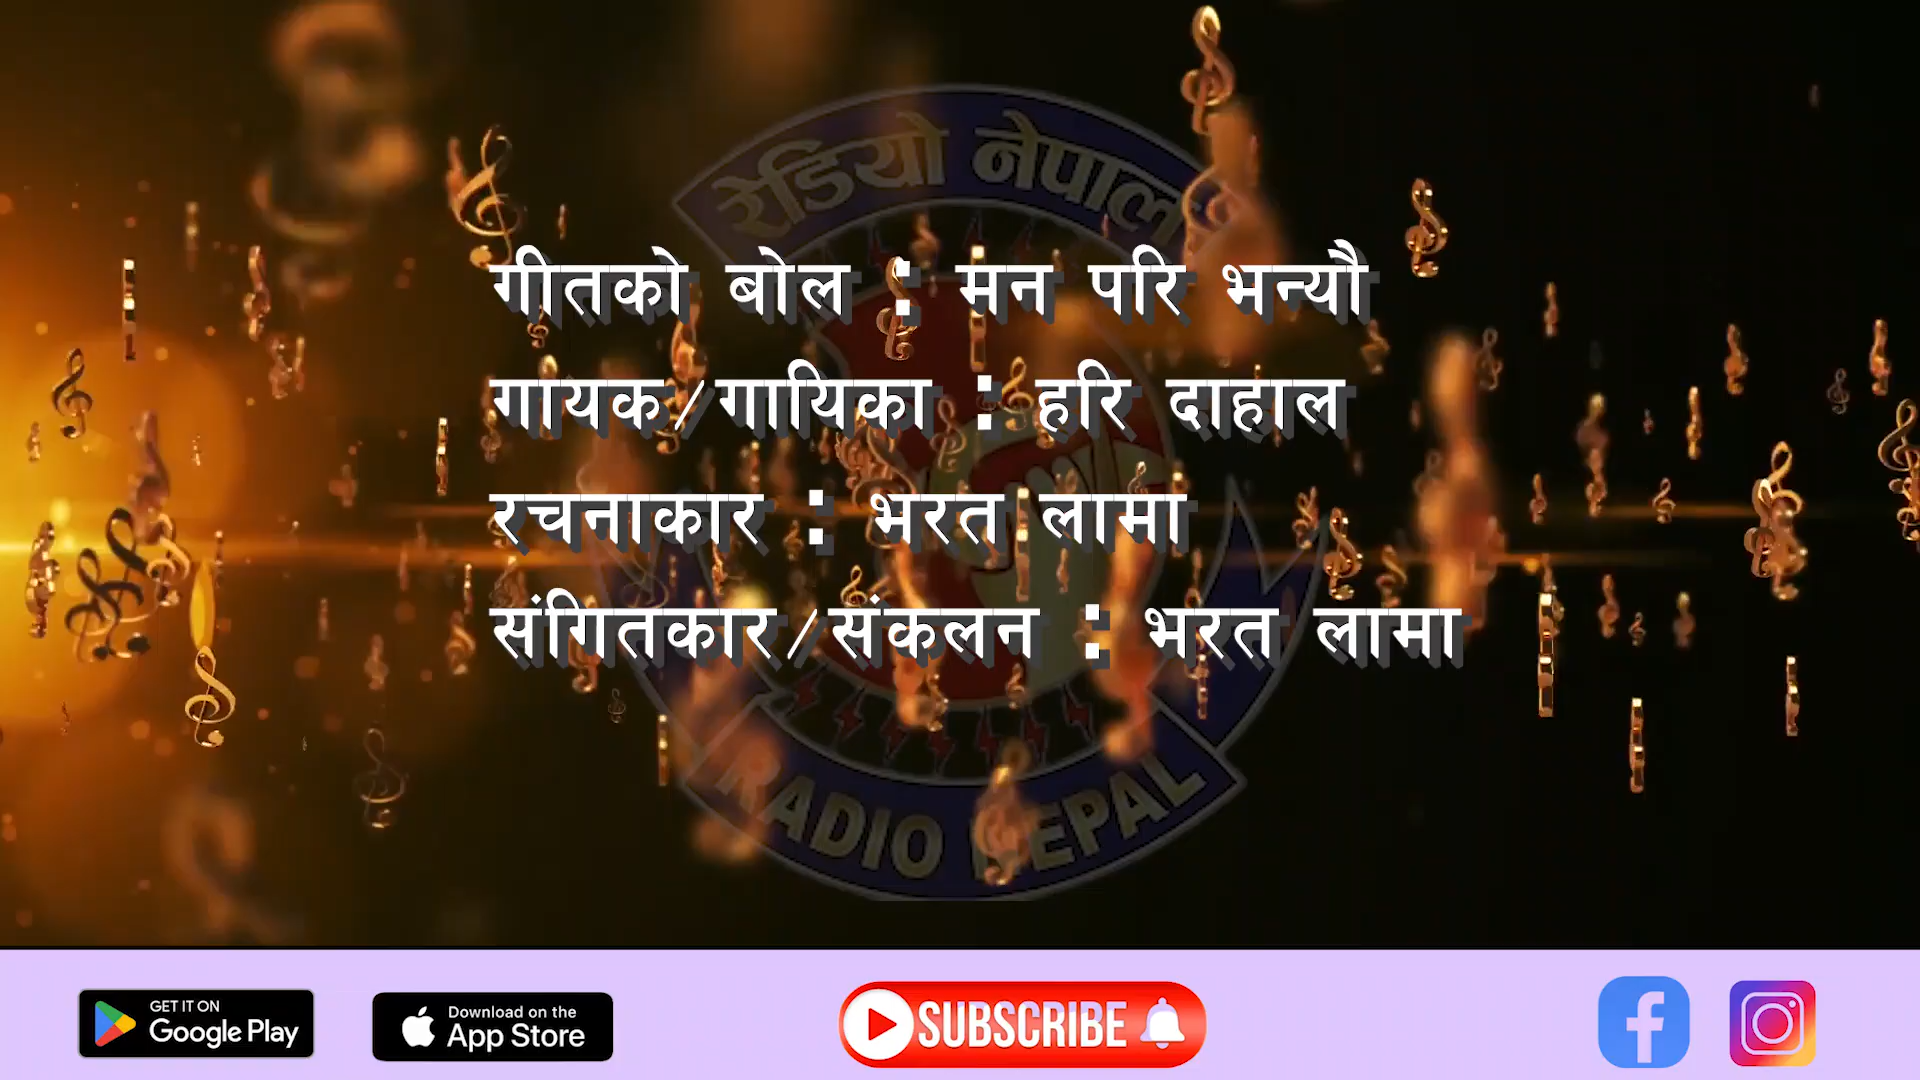 रेडियो नेपाल
गीतको बोल : मन परि भन्यौ
गायक/गायिका : हरि दाहाल
रचनाकार : भरत लामा
संगितकार/संकलन : भरत लामा
RADIO NEPAL
GET IT ON
Google Play
Download on the
App Store
SUBSCRIBE